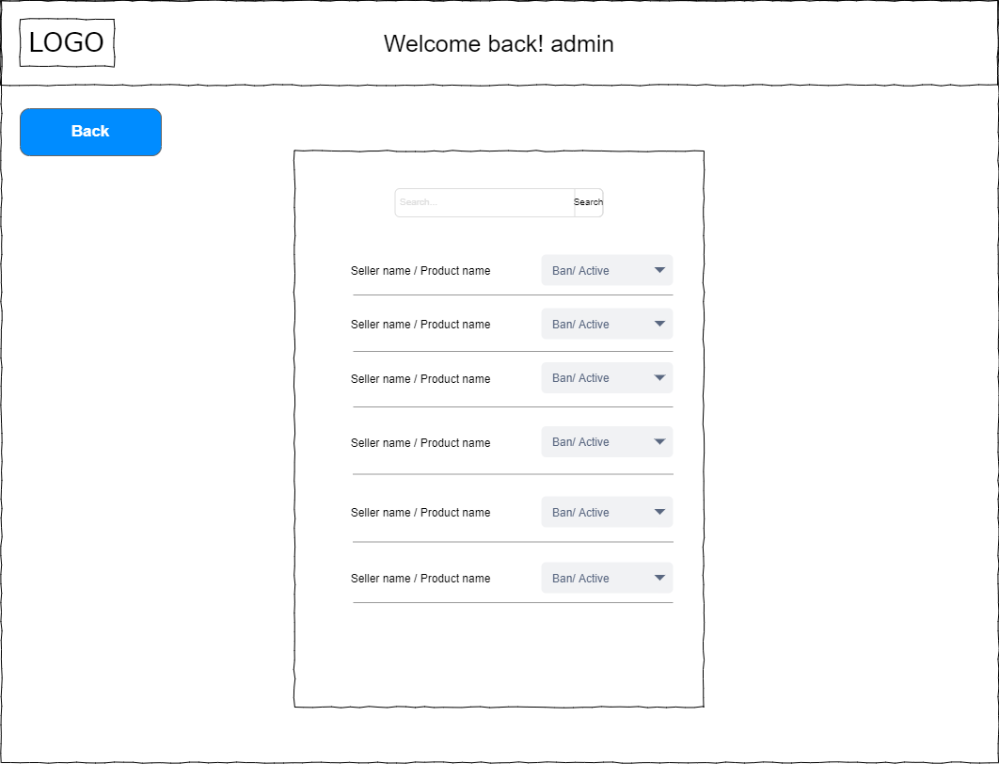 LOGO
Welcome back! admin
Back
Search...
Search
Seller name / Product name
Ban/ Active
Seller name / Product name
Ban/ Active
Seller name / Product name
Ban/ Active
Seller name / Product name
Ban/ Active
Seller name / Product name
Ban/ Active
Seller name / Product name
Ban/ Active